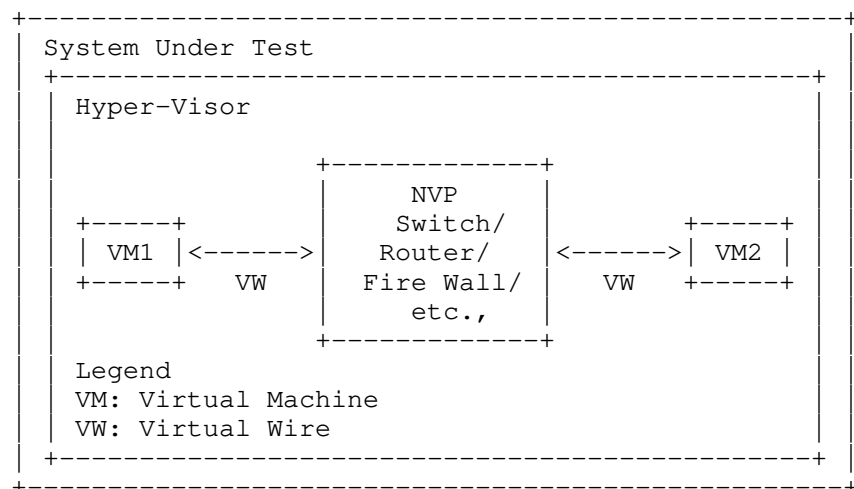 System Under Test
Hyper-Visor
NVP
Switch/
VM1 <------> Router/ <------> VM2
VW Fire Wall/ VW
etc.,
Legend
VM: Virtual Machine
VW: Virtual Wire